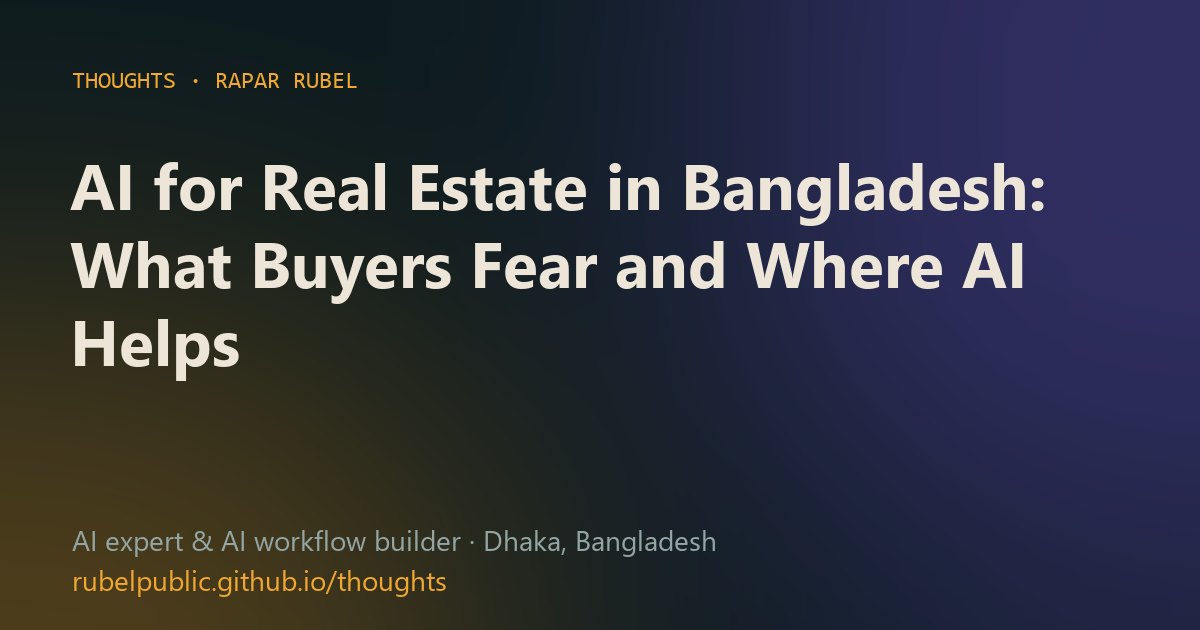 THOUGHTS · RAPAR RUBEL
AI for Real Estate in Bangladesh:
What Buyers Fear and Where AI
Helps
AI expert & AI workflow builder · Dhaka, Bangladesh
rubelpublic.github.io/thoughts